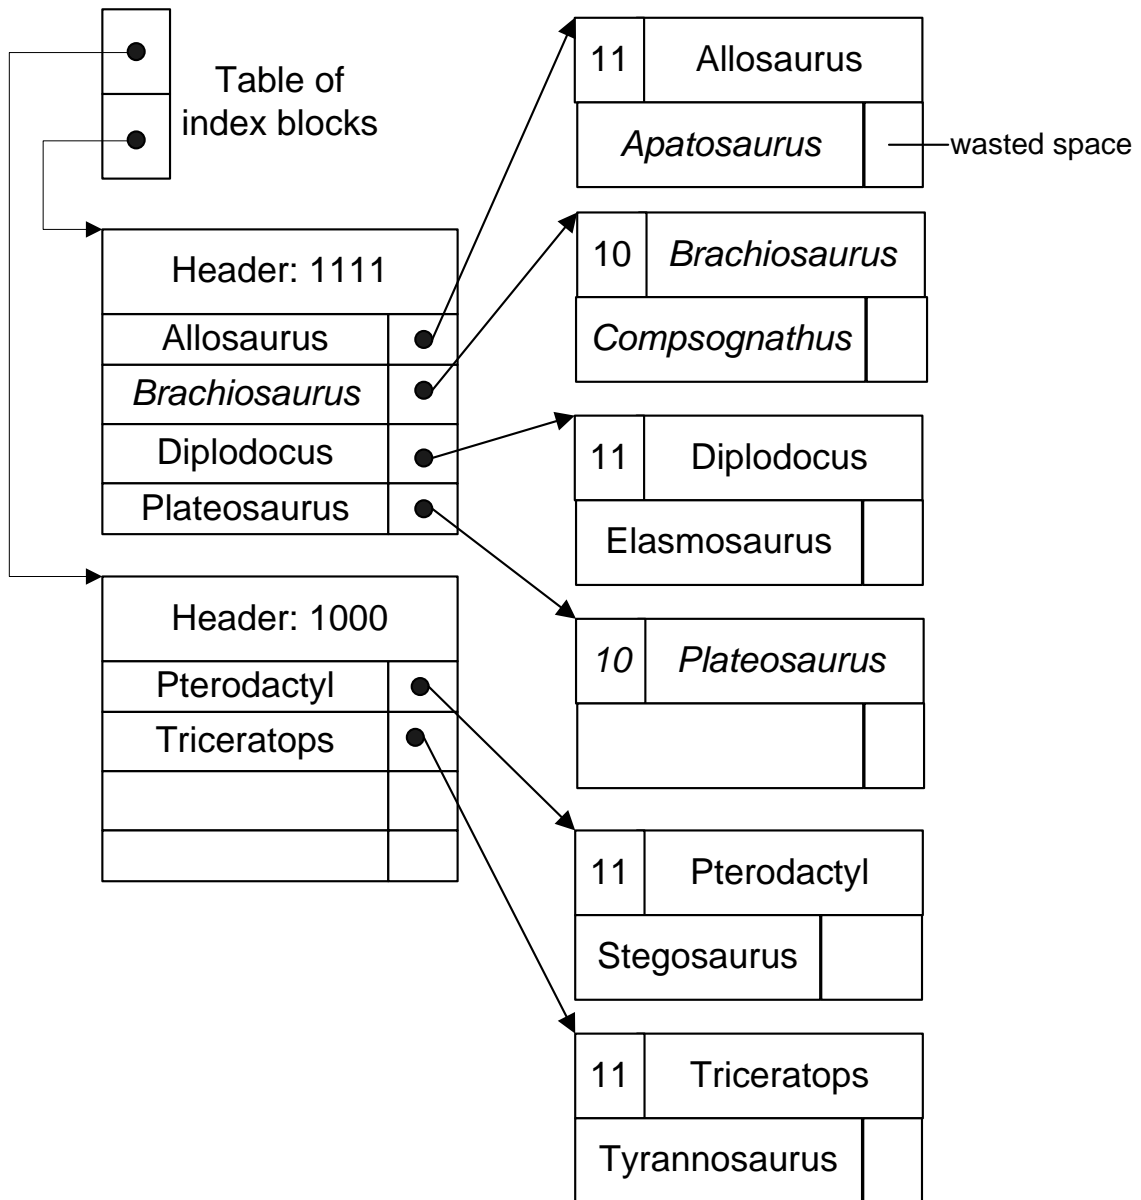 Table of
index blocks
Header: 1111
Allosaurus
Brachiosaurus
Diplodocus
Plateosaurus
Header: 1000
Pterodactyl
Triceratops
11 Allosaurus
Apatosaurus
wasted space
10 Brachiosaurus
Compsognathus
11 Diplodocus
Elasmosaurus
10 Plateosaurus
11 Pterodactyl
Stegosaurus
11 Triceratops
Tyrannosaurus